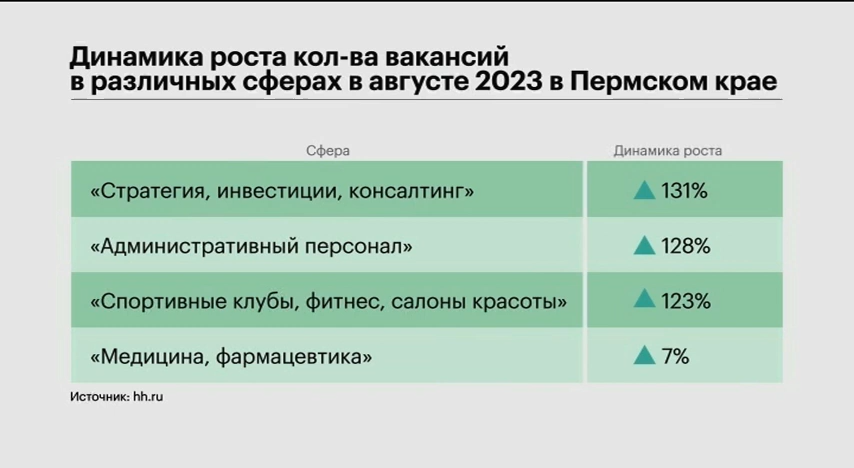 Динамика роста кол-ва вакансий
в различных сферах в августе 2023 в Пермском крае
Сфера Динамика роста
«Стратегия, инвестиции, консалтинг» 131%
«Административный персонал» 128%
«Спортивные клубы, фитнес, салоны красоты» 123%
«Медицина, фармацевтика» 7%
Источник: hh.ru